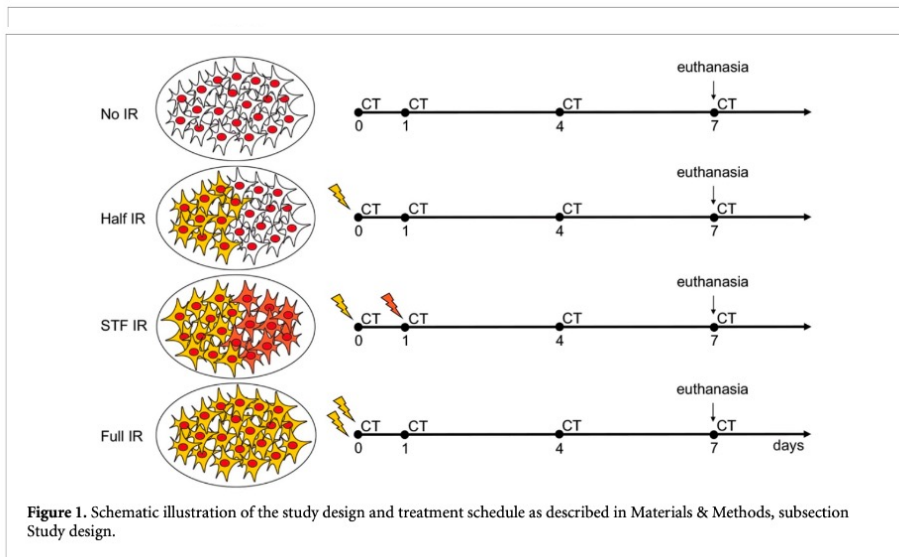 euthanasia
No IR
CT CT CT CT
0 1 4 7
euthanasia
Half IR
CT CT CT CT
0 1 4 7
euthanasia
STF IR
CT CT CT CT
0 1 4 7
euthanasia
Full IR
CT CT CT CT
0 1 4 7 days
Figure 1. Schematic illustration of the study design and treatment schedule as described in Materials & Methods, subsection
Study design.